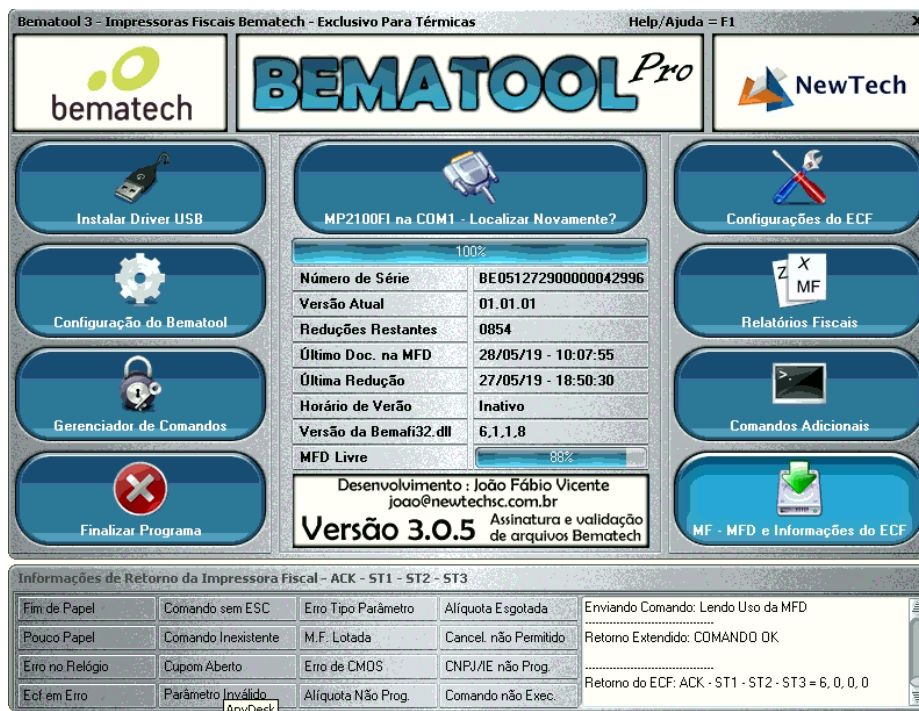 Bematool 3 - Impressoras Fiscais Bematech - Exclusivo Para Térmicas Help/Ajuda = F1 X
bematech
BEMATOOL Pro
NewTech
Instalar Driver USB
MP2100FI na COM1 - Localizar Novamente?
Configurações do ECF
100%
Configuração do Bematool
Número de Série BE051272900000042996
Versão Atual 01.01.01
Reduções Restantes 0854
Último Doc. na MFD 28/05/19 - 10:07:55
Última Redução 27/05/19 - 18:50:30
Horário de Verão Inativo
Versão da Bemafi32.dll 6,1,1,8
MFD Livre 88%
Z X MF
Relatórios Fiscais
Gerenciador de Comandos
>.
Comandos Adicionais
Finalizar Programa
Desenvolvimento : João Fábio Vicente
joao@newtechsc.com.br
Versão 3.0.5 Assinatura e validação
de arquivos Bematech
MF - MFD e Informações do ECF
Informações de Retorno da Impressora Fiscal - ACK - ST1 - ST2 - ST3
Fim de Papel Comando sem ESC Erro Tipo Parâmetro Alíquota Esgotada
Pouco Papel Comando Inexistente M.F. Lotada Cancel. não Permitido
Erro no Relógio Cupom Aberto Erro de CMOS CNPJ/IE não Prog.
Ecf em Erro Parâmetro Inválido Alíquota Não Prog. Comando não Exec.
AnyDesk
Enviando Comando: Lendo Uso da MFD
----------------------------------------
Retorno Extendido: COMANDO OK
----------------------------------------
Retorno do ECF: ACK - ST1 - ST2 - ST3 = 6, 0, 0, 0